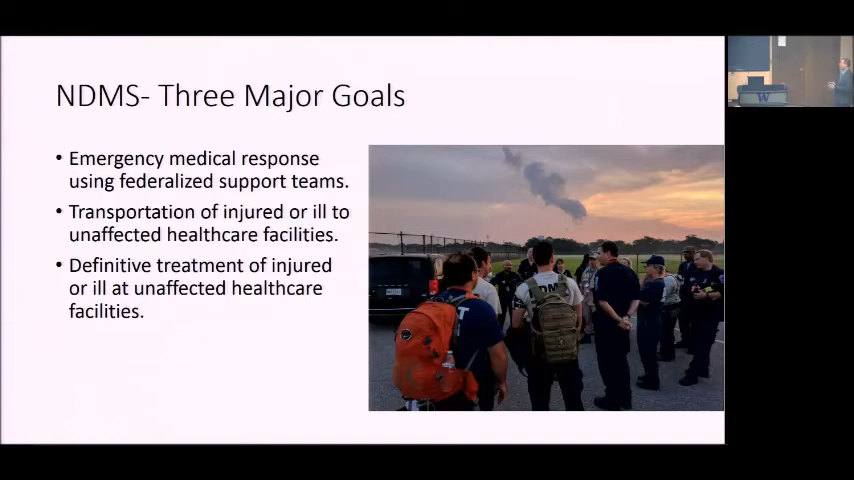 NDMS- Three Major Goals
• Emergency medical response
using federalized support teams.
• Transportation of injured or ill to
unaffected healthcare facilities.
• Definitive treatment of injured
or ill at unaffected healthcare
facilities.
T
DM
W